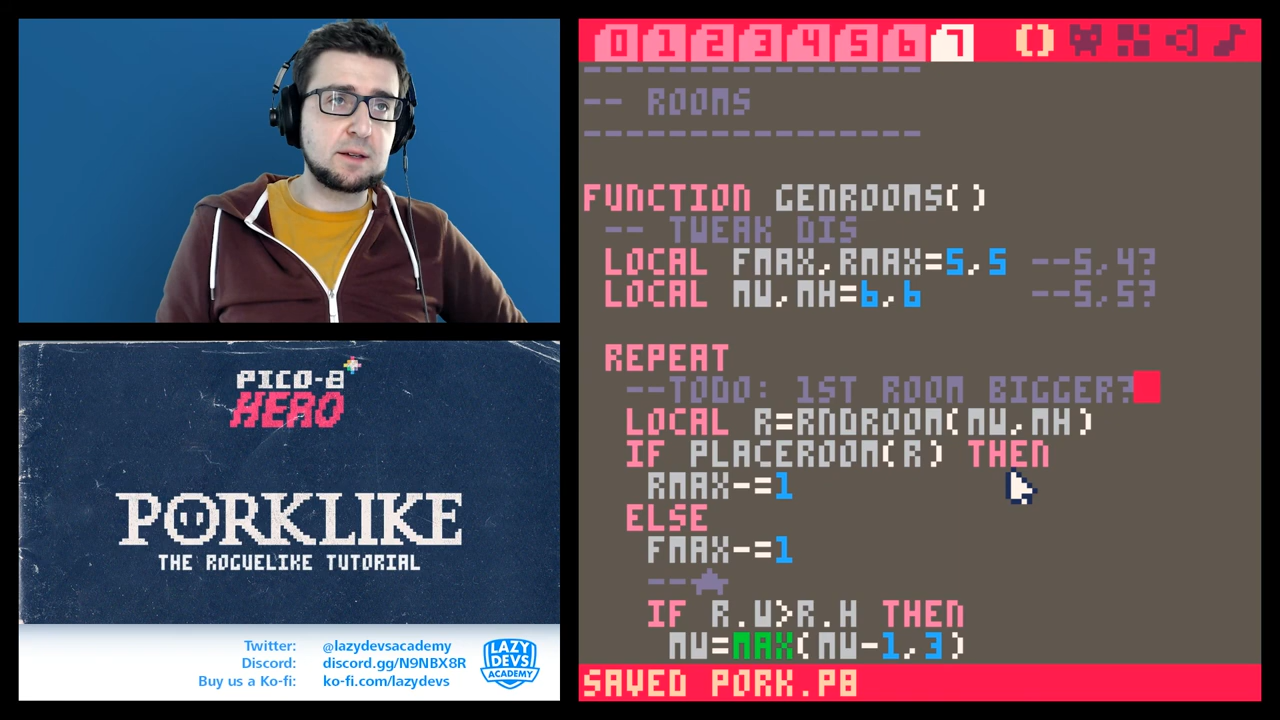 0 1 2 3 4 5 6 7
-- ROOMS
FUNCTION GENROOMS()
-- TWEAK DIS
LOCAL FMAX,RMAX=5,5 --5,4?
LOCAL MW,MH=6,6 --5,5?
REPEAT
--TODO: 1ST ROOM BIGGER?
LOCAL R=RNDROOM(MW,MH)
IF PLACEROOM(R) THEN
RMAX-=1
ELSE
FMAX-=1
--
IF R.W>R.H THEN
MW=MAX(MW-1,3)
SAVED PORK.P8
PICO-8
HERO
PORKLIKE
THE ROGUELIKE TUTORIAL
Twitter: @lazydevsacademy
Discord: discord.gg/N9NBX8R
Buy us a Ko-fi: ko-fi.com/lazydevs
LAZY
DEVS
ACADEMY